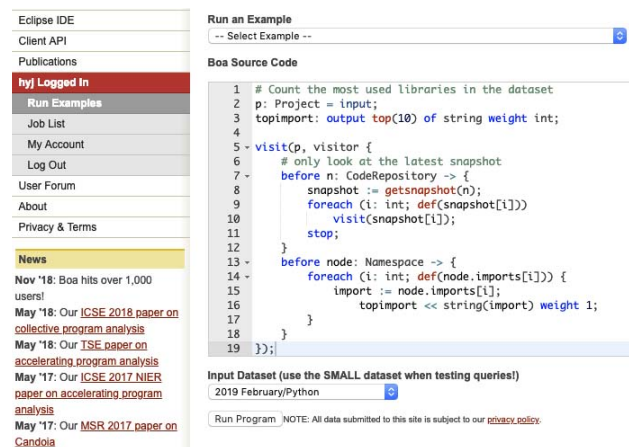 Eclipse IDE
Client API
Publications
hyj Logged In
Run Examples
Job List
My Account
Log Out
User Forum
About
Privacy & Terms
News
Nov '18: Boa hits over 1,000
users!
May '18: Our ICSE 2018 paper on
collective program analysis
May '18: Our TSE paper on
accelerating program analysis
May '17: Our ICSE 2017 NIER
paper on accelerating program
analysis
May '17: Our MSR 2017 paper on
Candoia
Run an Example
-- Select Example --
Boa Source Code
1 # Count the most used libraries in the dataset
2 p: Project = input;
3 topimport: output top(10) of string weight int;
4
5 visit(p, visitor {
6 # only look at the latest snapshot
7 before n: CodeRepository -> {
8 snapshot := getsnapshot(n);
9 foreach (i: int; def(snapshot[i]))
10 visit(snapshot[i]);
11 stop;
12 }
13 before node: Namespace -> {
14 foreach (i: int; def(node.imports[i])) {
15 import := node.imports[i];
16 topimport << string(import) weight 1;
17 }
18 }
19 });
Input Dataset (use the SMALL dataset when testing queries!)
2019 February/Python
Run Program NOTE: All data submitted to this site is subject to our privacy policy.